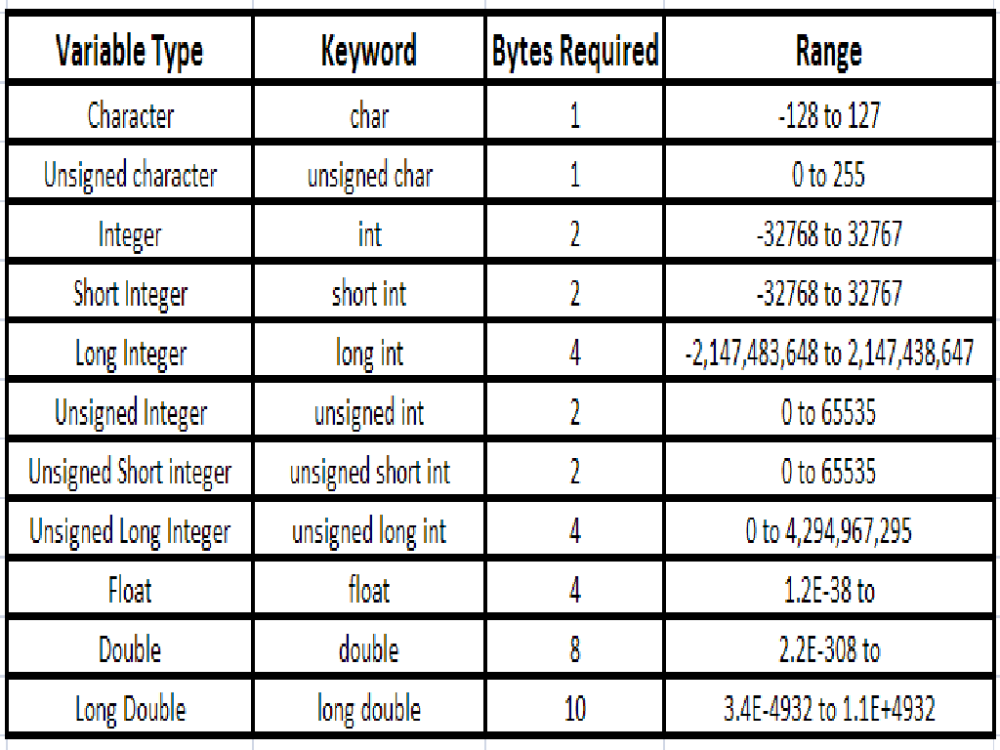 Variable Type Keyword Bytes Required Range
Character char 1 -128 to 127
Unsigned character unsigned char 1 0 to 255
Integer int 2 -32768 to 32767
Short Integer short int 2 -32768 to 32767
Long Integer long int 4 -2,147,483,648 to 2,147,438,647
Unsigned Integer unsigned int 2 0 to 65535
Unsigned Short integer unsigned short int 2 0 to 65535
Unsigned Long Integer unsigned long int 4 0 to 4,294,967,295
Float float 4 1.2E-38 to
Double double 8 2.2E-308 to
Long Double long double 10 3.4E-4932 to 1.1E+4932